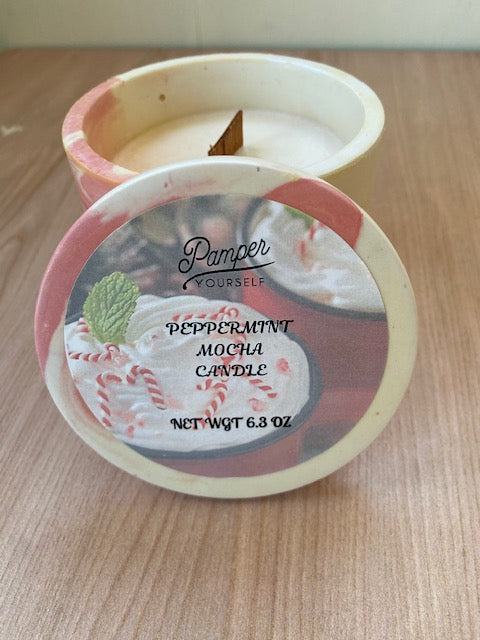 Pamper
YOURSELF
PEPPERMINT
MOCHA
CANDLE
NET WGT 6.3 OZ